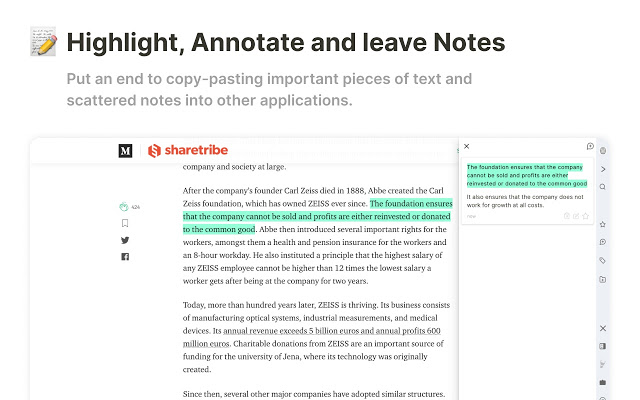 Highlight, Annotate and leave Notes
Put an end to copy-pasting important pieces of text and
scattered notes into other applications.
M
sharetribe
company and society at large.
After the company's founder Carl Zeiss died in 1888, Abbe created the Carl
Zeiss foundation, which has owned ZEISS ever since. The foundation ensures
that the company cannot be sold and profits are either reinvested or donated
to the common good. Abbe then introduced several important rights for the
workers, amongst them a health and pension insurance for the workers and
an 8-hour workday. He also instituted a principle that the highest salary of
any ZEISS employee cannot be higher than 12 times the lowest salary a
worker gets after being at the company for two years.
Today, more than hundred years later, ZEISS is thriving. Its business consists
of manufacturing optical systems, industrial measurements, and medical
devices. Its annual revenue exceeds 5 billion euros and annual profits 600
million euros. Charitable donations from ZEISS are an important source of
funding for the university of Jena, where its technology was originally
created.
Since then, several other major companies have adopted similar structures.
424
The foundation ensures that the company
cannot be sold and profits are either
reinvested or donated to the common good
It also ensures that the company does not
work for growth at all costs.
now